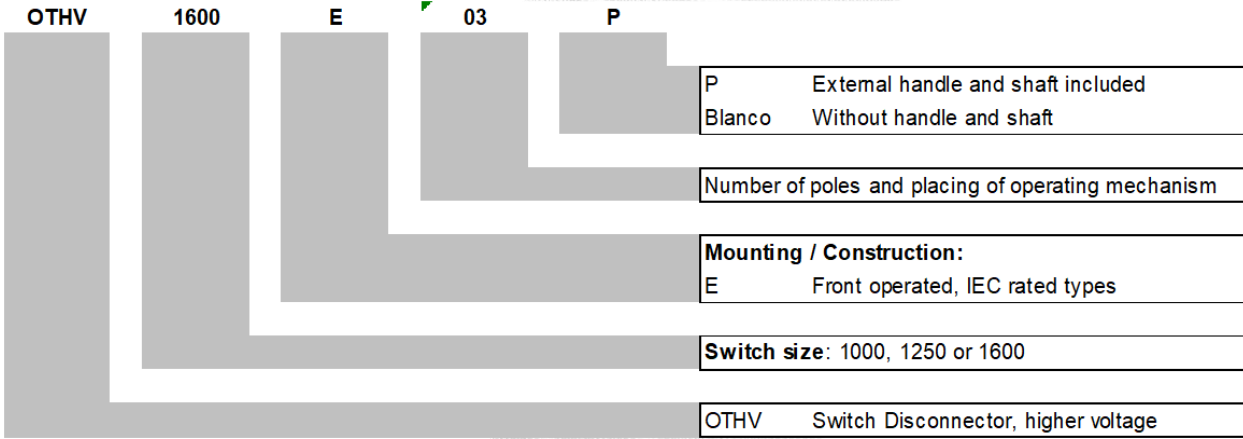 OTHV 1600 E 03 P
P External handle and shaft included
Blanco Without handle and shaft
Number of poles and placing of operating mechanism
Mounting / Construction:
E Front operated, IEC rated types
Switch size: 1000, 1250 or 1600
OTHV Switch Disconnector, higher voltage